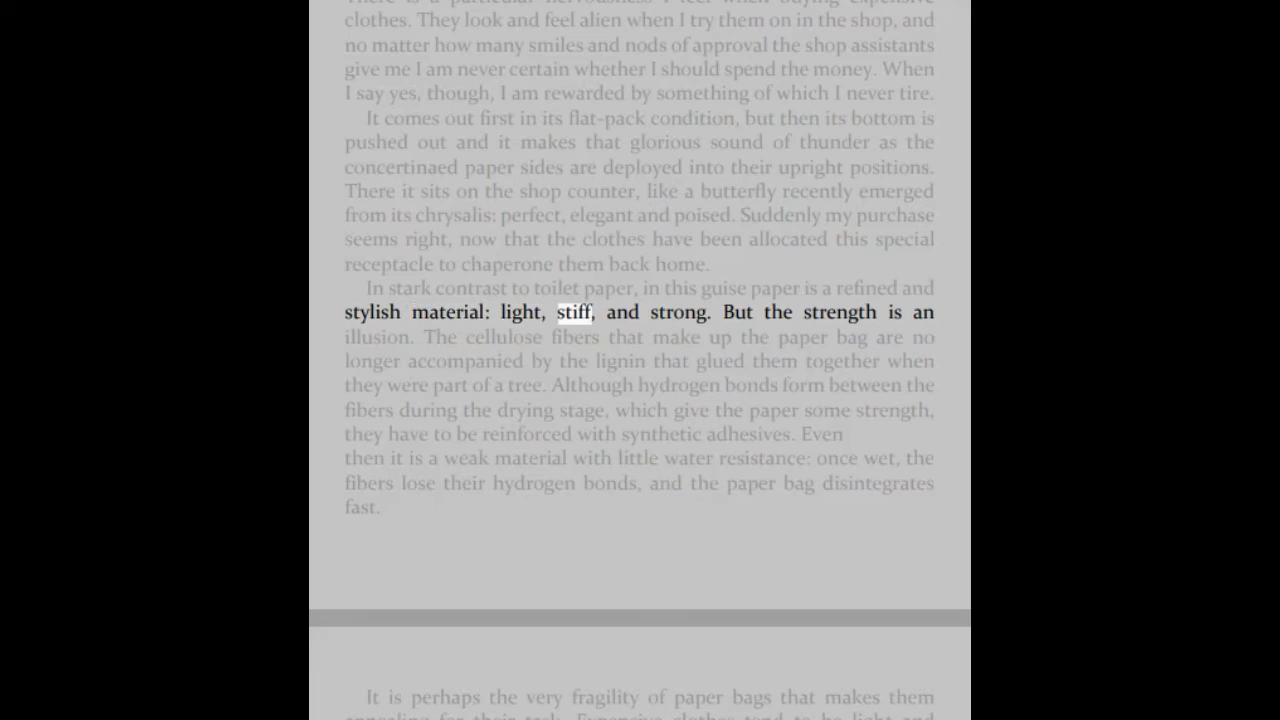 There is a particular nervousness I feel when buying expensive
clothes. They look and feel alien when I try them on in the shop, and
no matter how many smiles and nods of approval the shop assistants
give me I am never certain whether I should spend the money. When
I say yes, though, I am rewarded by something of which I never tire.
It comes out first in its flat-pack condition, but then its bottom is
pushed out and it makes that glorious sound of thunder as the
concertinaed paper sides are deployed into their upright positions.
There it sits on the shop counter, like a butterfly recently emerged
from its chrysalis: perfect, elegant and poised. Suddenly my purchase
seems right, now that the clothes have been allocated this special
receptacle to chaperone them back home.
In stark contrast to toilet paper, in this guise paper is a refined and
stylish material: light, stiff, and strong. But the strength is an
illusion. The cellulose fibers that make up the paper bag are no
longer accompanied by the lignin that glued them together when
they were part of a tree. Although hydrogen bonds form between the
fibers during the drying stage, which give the paper some strength,
they have to be reinforced with synthetic adhesives. Even
then it is a weak material with little water resistance: once wet, the
fibers lose their hydrogen bonds, and the paper bag disintegrates
fast.
It is perhaps the very fragility of paper bags that makes them
appealing for their task. Expensive clothes tend to be light and